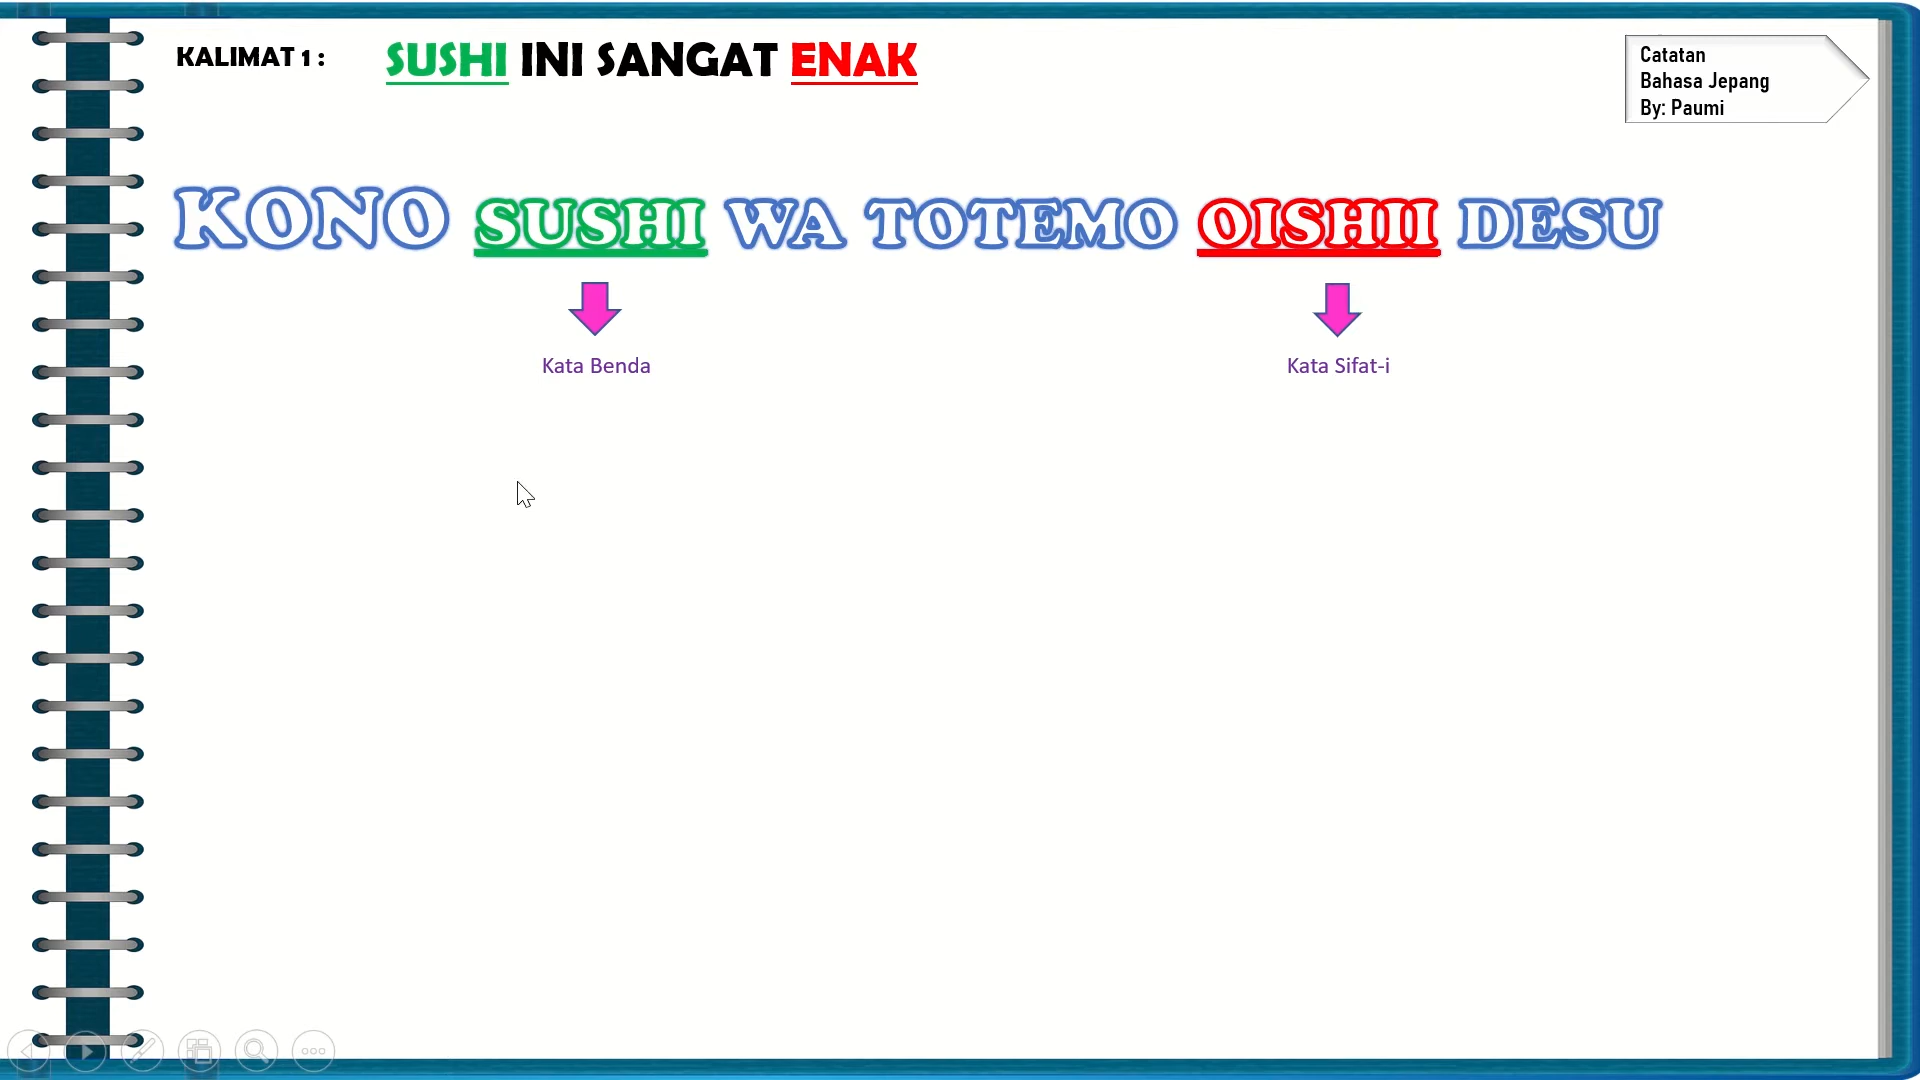 KALIMAT 1 : SUSHI INI SANGAT ENAK
Catatan
Bahasa Jepang
By: Paumi
KONO SUSHI WA TOTEMO OISHII DESU
Kata Benda
Kata Sifat-i